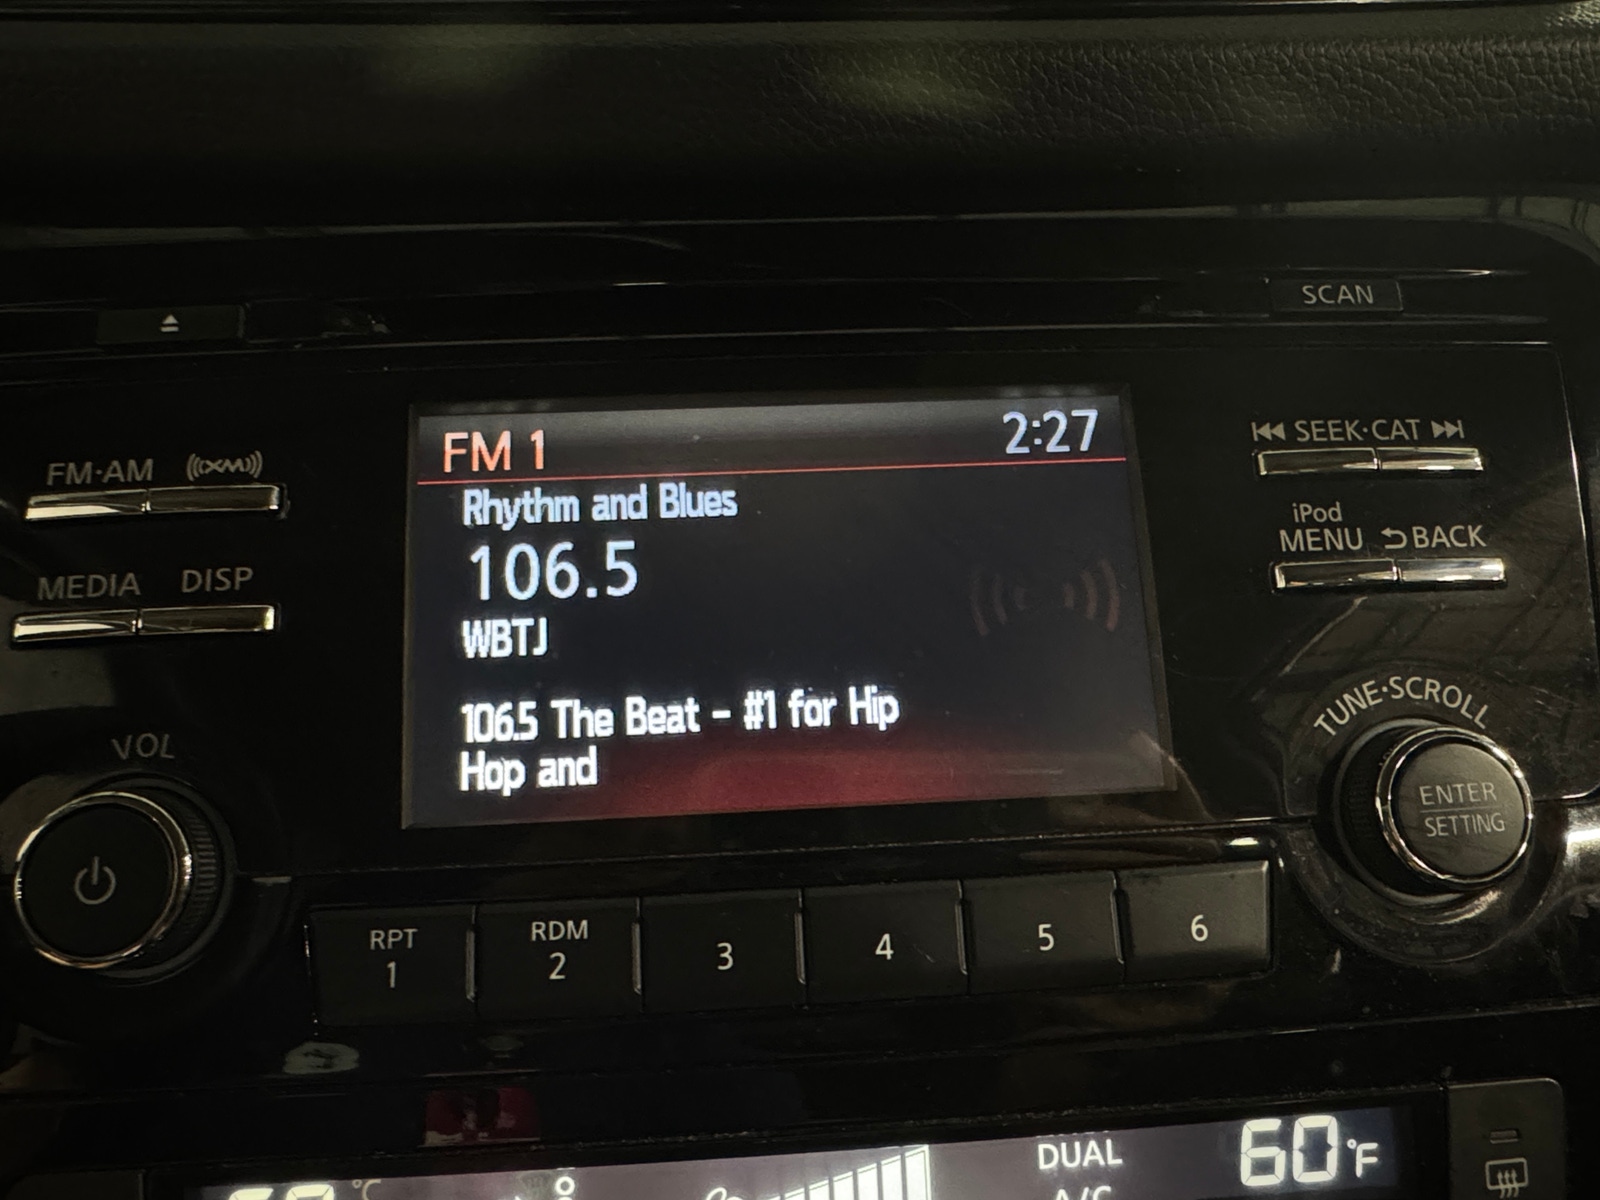 SCAN
FM 1 2:27
FM·AM XM
SEEK·CAT
Rhythm and Blues
106.5
iPod
MENU BACK
MEDIA DISP
WBTJ
TUNE·SCROLL
106.5 The Beat - #1 for Hip
Hop and
VOL
ENTER
SETTING
RPT
1
RDM
2
3
4
5
6
DUAL
60°F
A/C